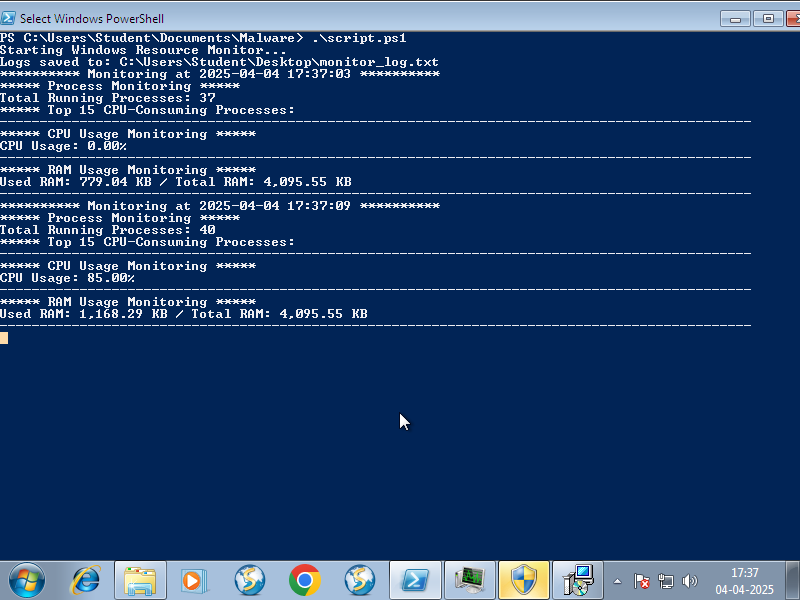 Select Windows PowerShell
PS C:\Users\Student\Documents\Malware> .\script.ps1
Starting Windows Resource Monitor...
Logs saved to: C:\Users\Student\Desktop\monitor_log.txt
********** Monitoring at 2025-04-04 17:37:03 **********
***** Process Monitoring *****
Total Running Processes: 37
***** Top 15 CPU-Consuming Processes:
-----------------------------------------------------------------------------------------------
***** CPU Usage Monitoring *****
CPU Usage: 0.00%
-----------------------------------------------------------------------------------------------
***** RAM Usage Monitoring *****
Used RAM: 779.04 KB / Total RAM: 4,095.55 KB
-----------------------------------------------------------------------------------------------
********** Monitoring at 2025-04-04 17:37:09 **********
***** Process Monitoring *****
Total Running Processes: 40
***** Top 15 CPU-Consuming Processes:
-----------------------------------------------------------------------------------------------
***** CPU Usage Monitoring *****
CPU Usage: 85.00%
-----------------------------------------------------------------------------------------------
***** RAM Usage Monitoring *****
Used RAM: 1,168.29 KB / Total RAM: 4,095.55 KB
-----------------------------------------------------------------------------------------------
17:37
04-04-2025